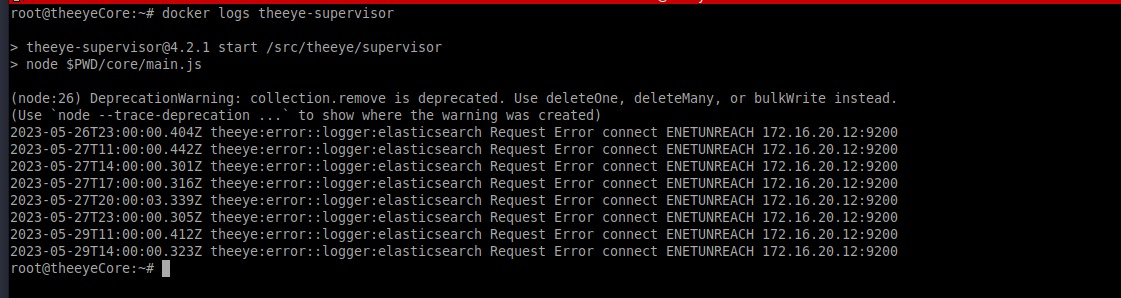 root@theeyeCore:~# docker logs theeye-supervisor
> theeye-supervisor@4.2.1 start /src/theeye/supervisor
> node $PWD/core/main.js
(node:26) DeprecationWarning: collection.remove is deprecated. Use deleteOne, deleteMany, or bulkWrite instead.
(Use `node --trace-deprecation ...` to show where the warning was created)
2023-05-26T23:00:00.404Z theeye:error::logger:elasticsearch Request Error connect ENETUNREACH 172.16.20.12:9200
2023-05-27T11:00:00.442Z theeye:error::logger:elasticsearch Request Error connect ENETUNREACH 172.16.20.12:9200
2023-05-27T14:00:00.301Z theeye:error::logger:elasticsearch Request Error connect ENETUNREACH 172.16.20.12:9200
2023-05-27T17:00:00.316Z theeye:error::logger:elasticsearch Request Error connect ENETUNREACH 172.16.20.12:9200
2023-05-27T20:00:03.339Z theeye:error::logger:elasticsearch Request Error connect ENETUNREACH 172.16.20.12:9200
2023-05-27T23:00:00.305Z theeye:error::logger:elasticsearch Request Error connect ENETUNREACH 172.16.20.12:9200
2023-05-29T11:00:00.412Z theeye:error::logger:elasticsearch Request Error connect ENETUNREACH 172.16.20.12:9200
2023-05-29T14:00:00.323Z theeye:error::logger:elasticsearch Request Error connect ENETUNREACH 172.16.20.12:9200
root@theeyeCore:~#